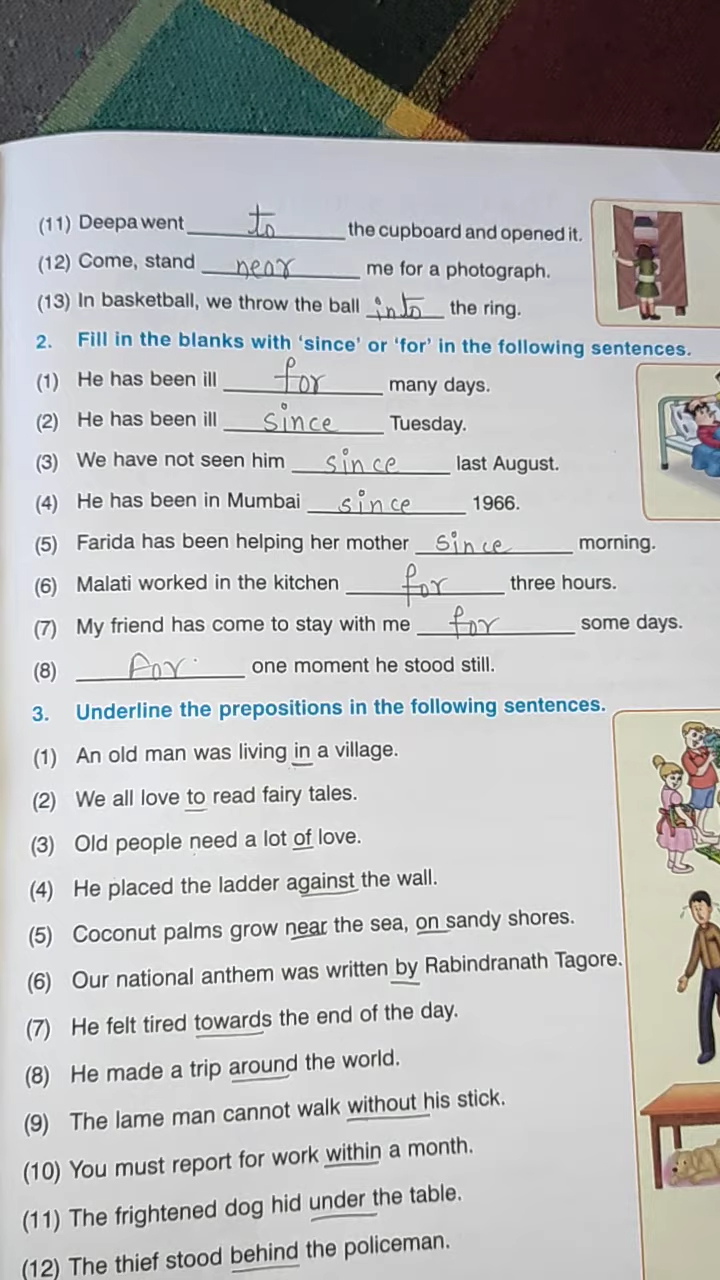 (11) Deepa went to the cupboard and opened it.
(12) Come, stand near me for a photograph.
(13) In basketball, we throw the ball into the ring.
2. Fill in the blanks with ‘since’ or ‘for’ in the following sentences.
(1) He has been ill for many days.
(2) He has been ill since Tuesday.
(3) We have not seen him since last August.
(4) He has been in Mumbai since 1966.
(5) Farida has been helping her mother since morning.
(6) Malati worked in the kitchen for three hours.
(7) My friend has come to stay with me for some days.
(8) For one moment he stood still.
3. Underline the prepositions in the following sentences.
(1) An old man was living in a village.
(2) We all love to read fairy tales.
(3) Old people need a lot of love.
(4) He placed the ladder against the wall.
(5) Coconut palms grow near the sea, on sandy shores.
(6) Our national anthem was written by Rabindranath Tagore.
(7) He felt tired towards the end of the day.
(8) He made a trip around the world.
(9) The lame man cannot walk without his stick.
(10) You must report for work within a month.
(11) The frightened dog hid under the table.
(12) The thief stood behind the policeman.